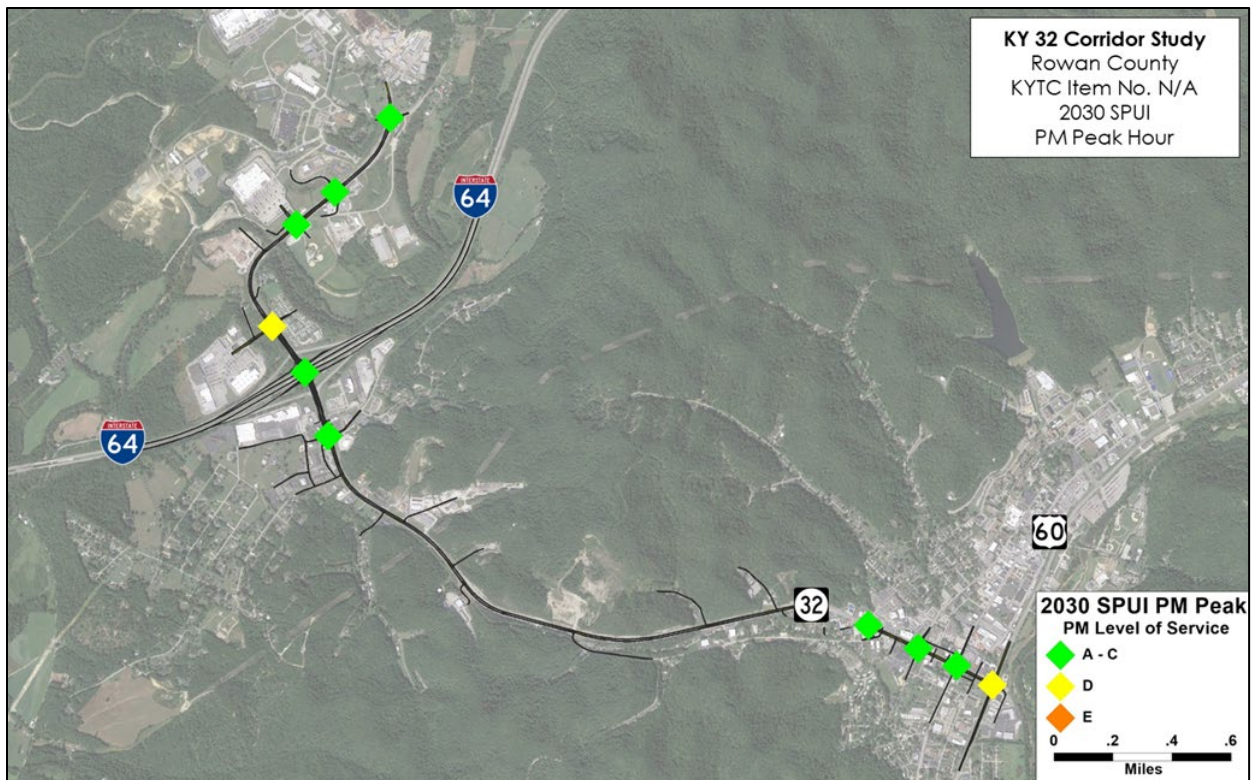 KY 32 Corridor Study
Rowan County
KYTC Item No. N/A
2030 SPUI
PM Peak Hour
INTERSTATE
64
INTERSTATE
64
60
32
2030 SPUI PM Peak
PM Level of Service
A - C
D
E
0 .2 .4 .6
Miles